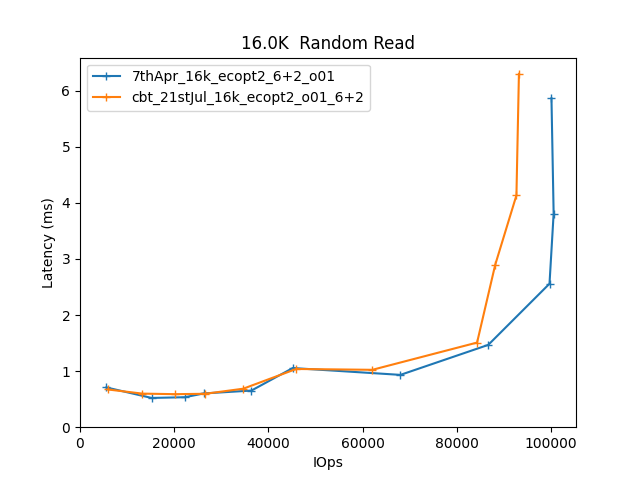 16.0K  Random Read
7thApr_16k_ecopt2_6+2_o01
cbt_21stJul_16k_ecopt2_o01_6+2
Latency (ms)
6
5
4
3
2
1
0
0 20000 40000 60000 80000 100000
IOps